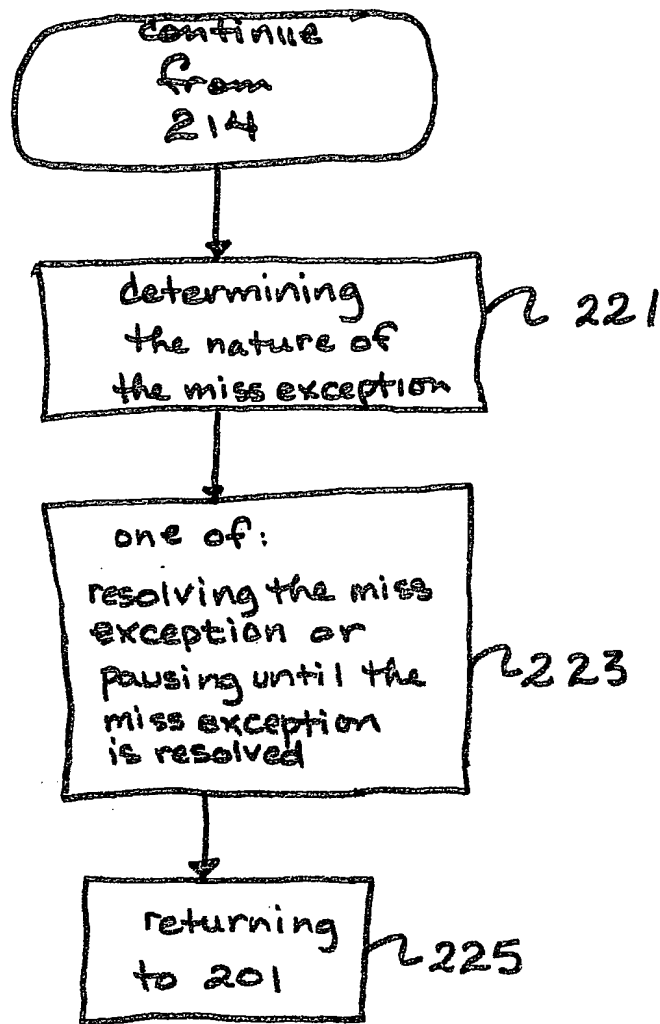 continue
from
214
determining
the nature of
the miss exception
221
one of:
resolving the miss
exception or
pausing until the
miss exception
is resolved
223
returning
to 201
225